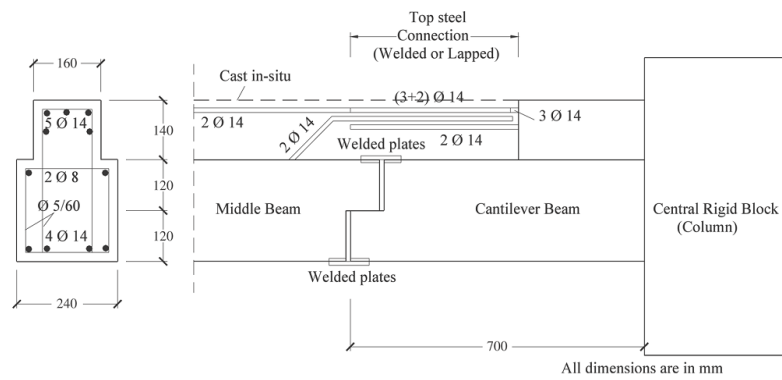 Top steel
Connection
(Welded or Lapped)
160
Cast in-situ
(3+2) Ø 14
3 Ø 14
5 Ø 14
140
2 Ø 14
2 Ø 14
2 Ø 14
Welded plates
2 Ø 8
120
Ø 5/60
Middle Beam
Cantilever Beam
Central Rigid Block
(Column)
4 Ø 14
120
Welded plates
240
700
All dimensions are in mm